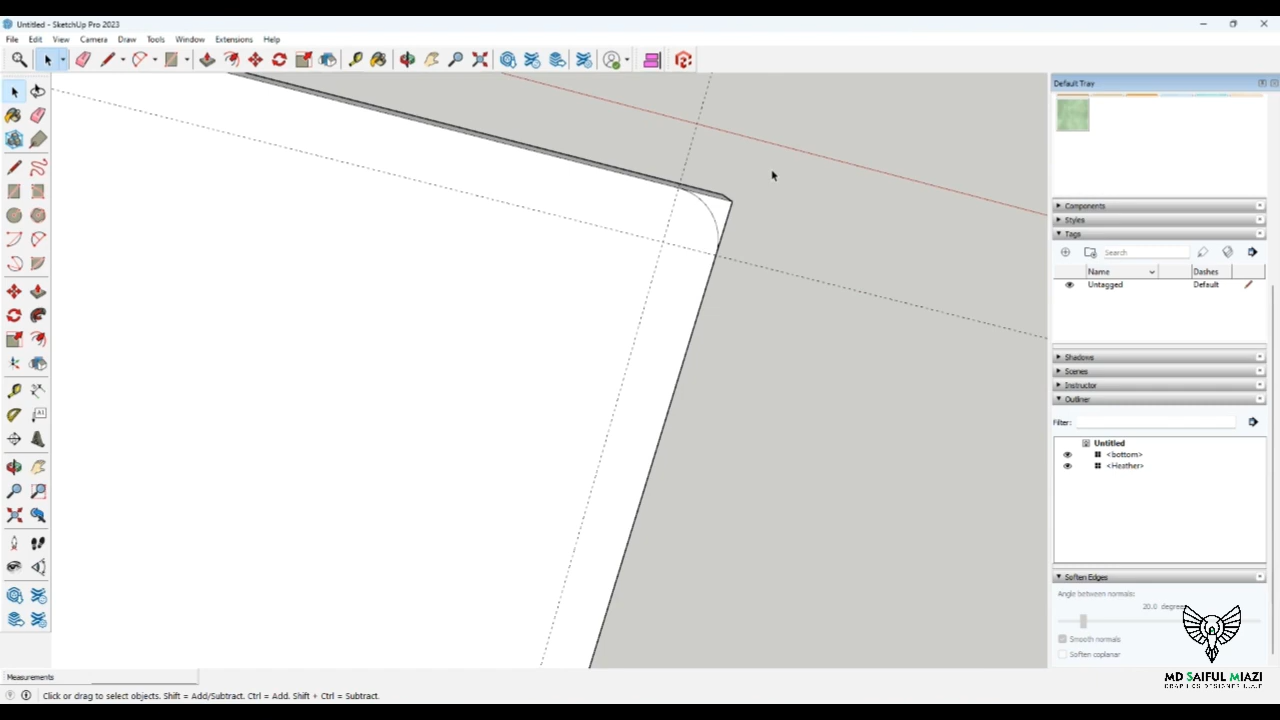 Untitled - SketchUp Pro 2023
File Edit View Camera Draw Tools Window Extensions Help
Default Tray
Components
Styles
Tags
Search
Name Dashes
Untagged Default
Shadows
Scenes
Instructor
Outliner
Filter:
Untitled
<bottom>
<Heather>
Soften Edges
Angle between normals:
20.0 degrees
Smooth normals
Soften coplanar
MD SAIFUL MIAZI
Measurements
Click or drag to select objects. Shift = Add/Subtract. Ctrl = Add. Shift + Ctrl = Subtract.